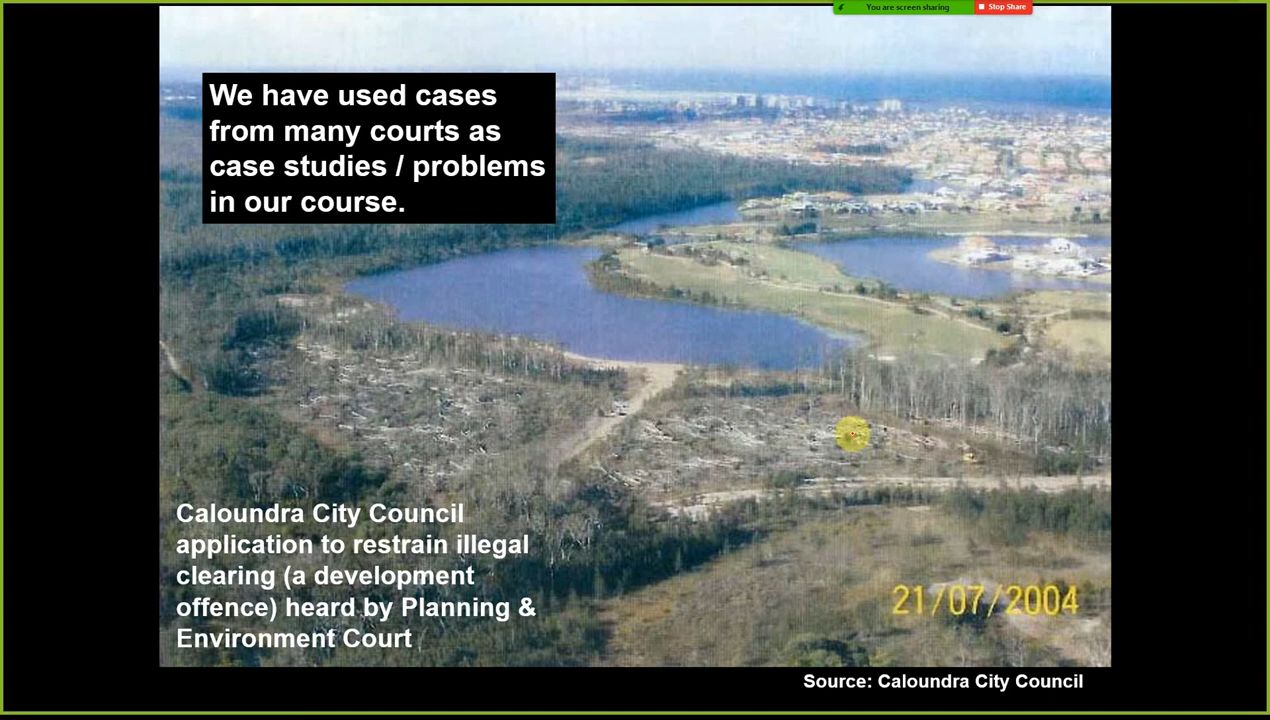 You are screen sharing
Stop Share
We have used cases
from many courts as
case studies / problems
in our course.
Caloundra City Council
application to restrain illegal
clearing (a development
offence) heard by Planning &
Environment Court
21/07/2004
Source: Caloundra City Council